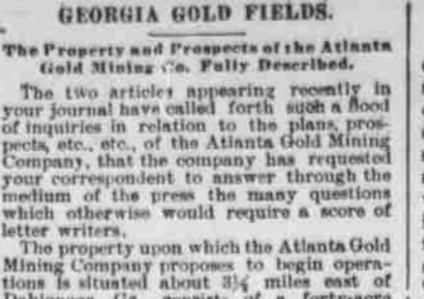 GEORGIA GOLD FIELDS.
The Property and Prospects of the Atlanta
Gold Mining Co. Fully Described.
The two articles appearing recently in
your journal have called forth such a flood
of inquiries in relation to the plans, pros-
pects, etc., etc., of the Atlanta Gold Mining
Company, that the company has requested
your correspondent to answer through the
medium of the press the many questions
which otherwise would require a score of
letter writers.
The property upon which the Atlanta Gold
Mining Company proposes to begin opera-
tions is situated about 3¼ miles east of